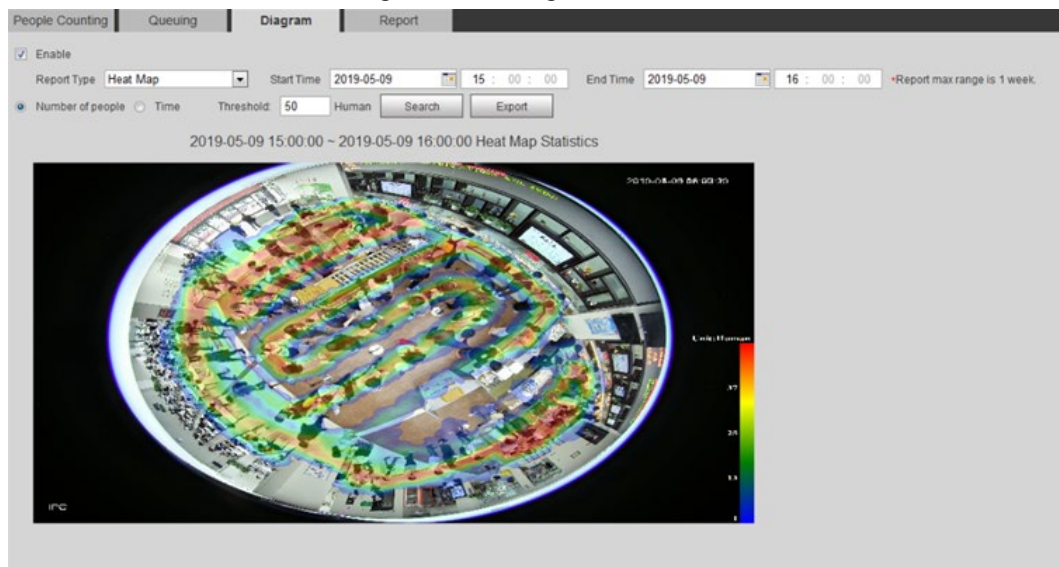 People Counting Queuing Diagram Report
Enable
Report Type Heat Map Start Time 2019-05-09 15 : 00 : 00 End Time 2019-05-09 16 : 00 : 00 *Report max range is 1 week.
Number of people Time Threshold: 50 Human Search Export
2019-05-09 15:00:00 ~ 2019-05-09 16:00:00 Heat Map Statistics
Unit:Human
37
1
IPC